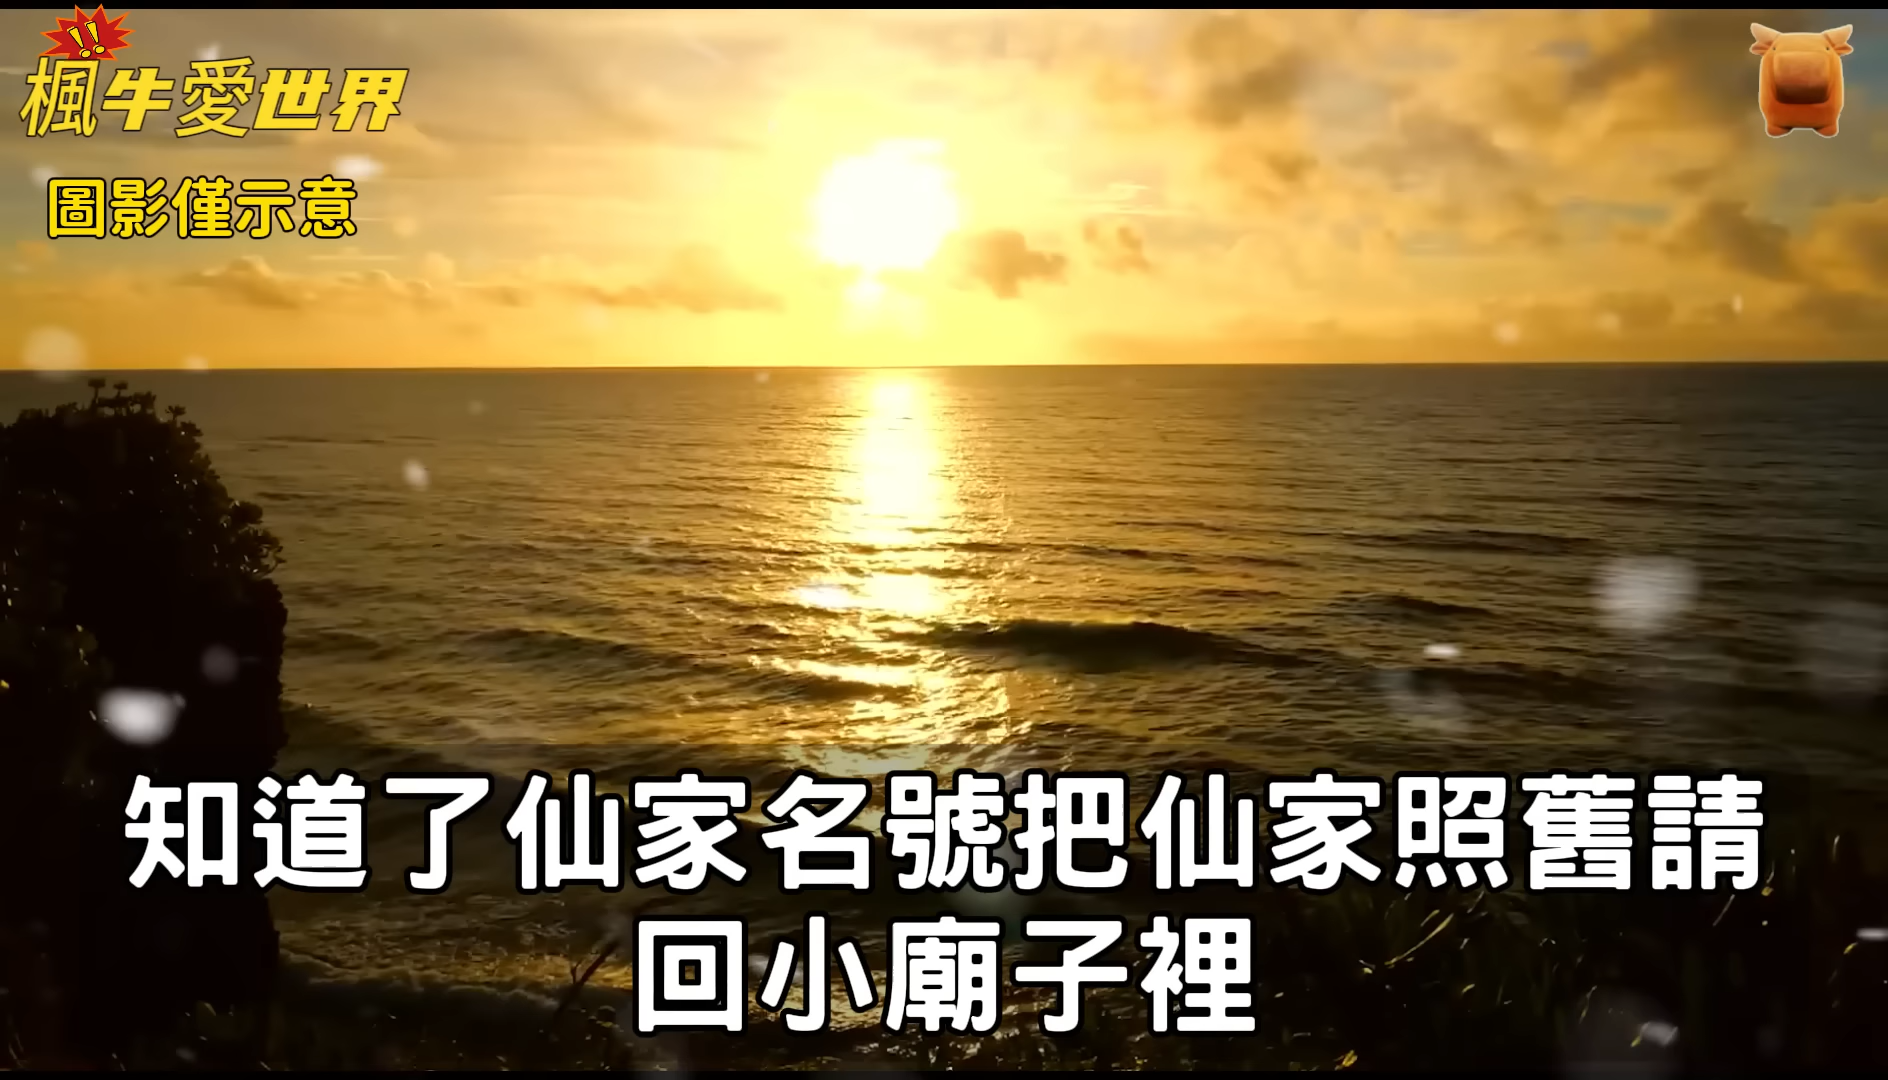 楓牛愛世界
圖影僅示意
知道了仙家名號把仙家照舊請
回小廟子裡